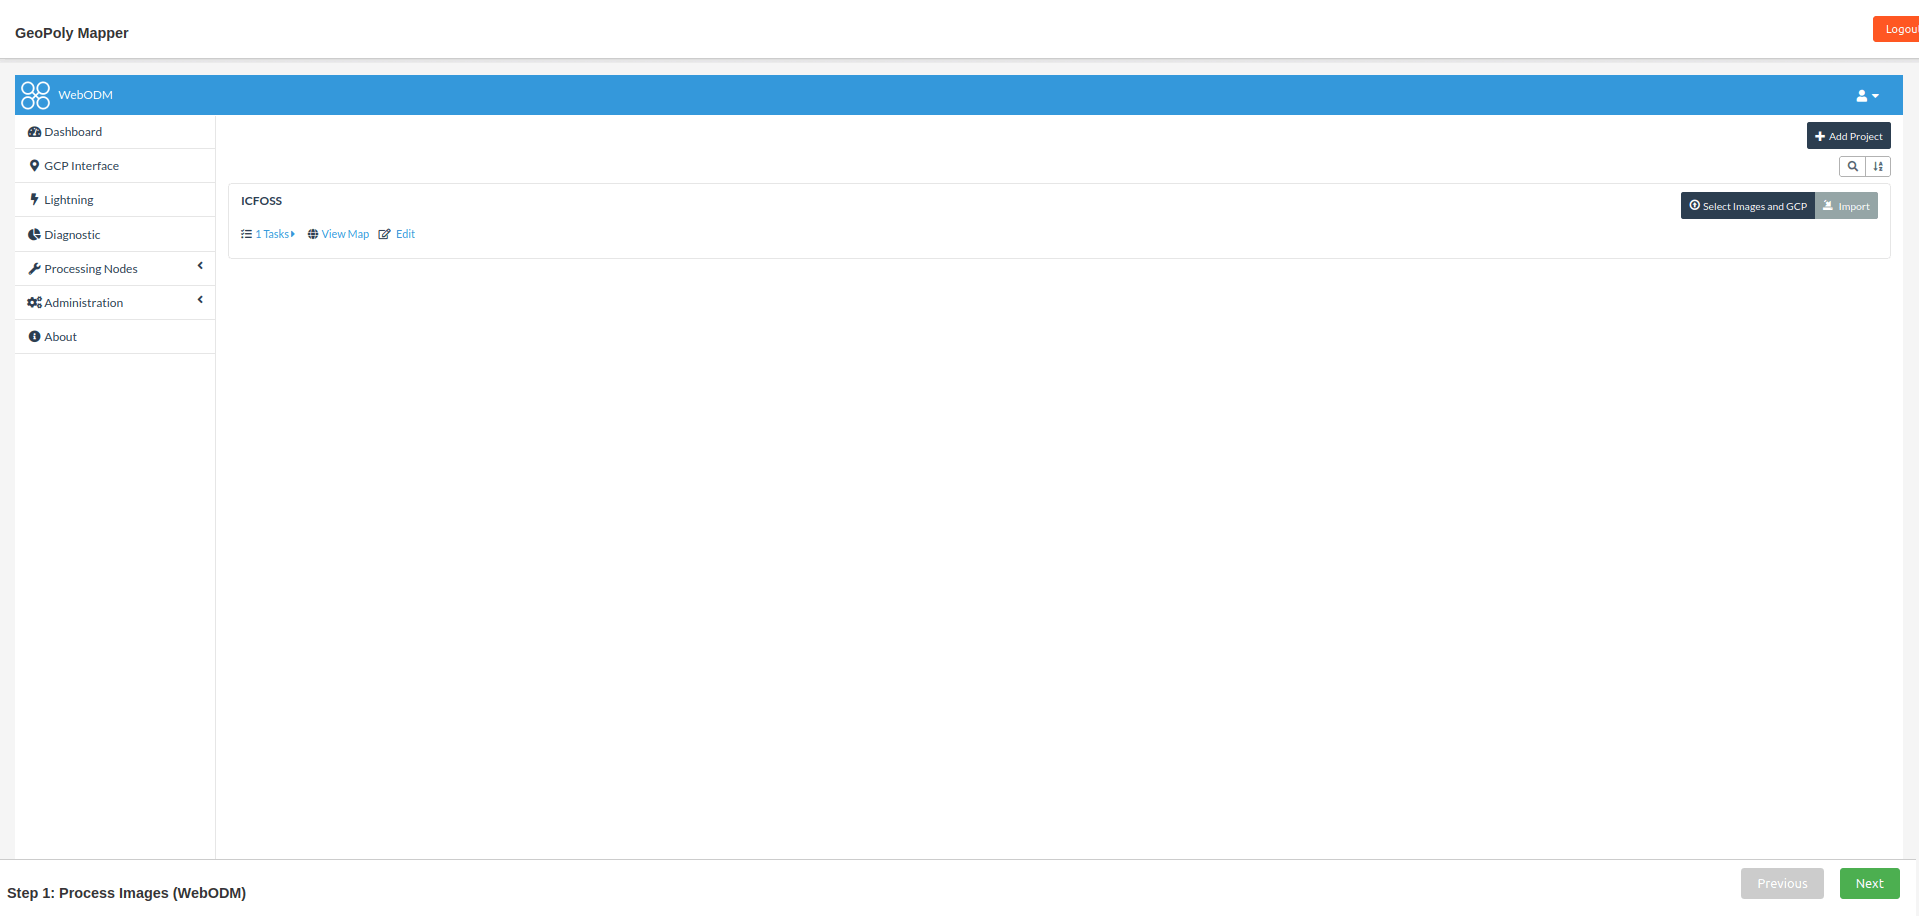 GeoPoly Mapper
Logou
WebODM
Dashboard
GCP Interface
Lightning
Diagnostic
Processing Nodes
Administration
About
Add Project
ICFOSS
Select Images and GCP Import
1 Tasks View Map Edit
Step 1: Process Images (WebODM)
Previous Next